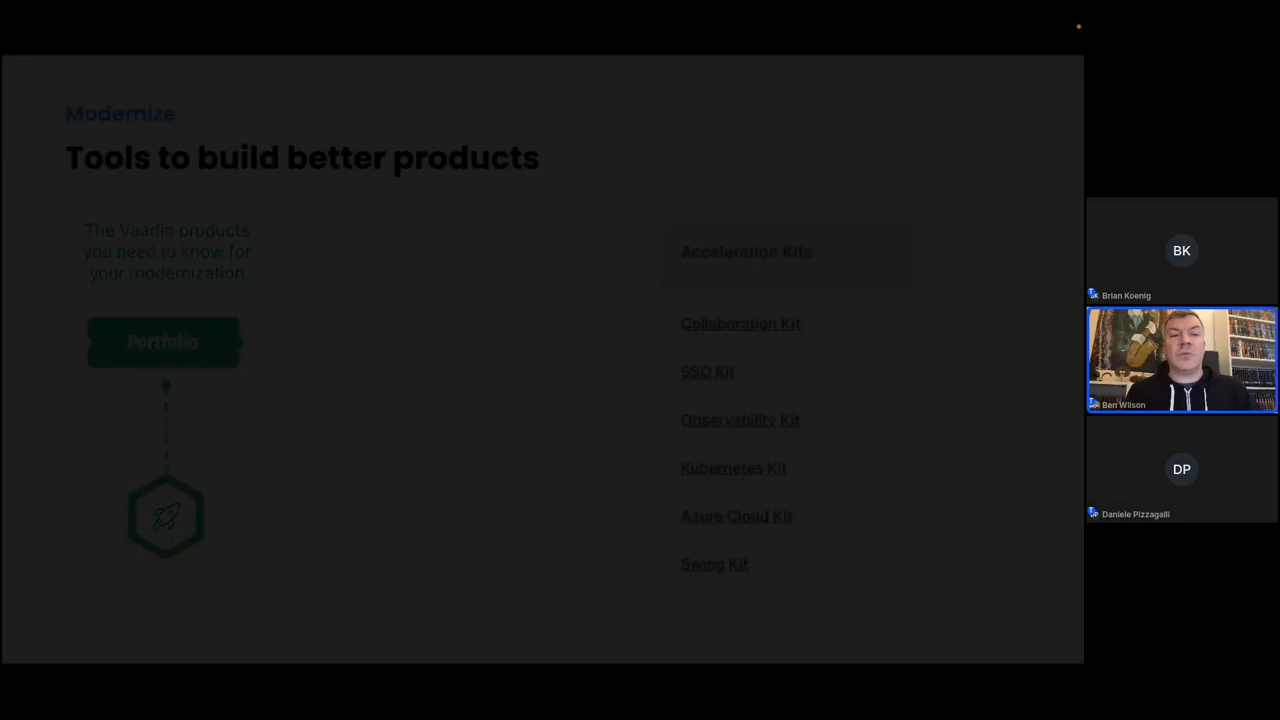 Modernize
Tools to build better products
The Vaadin products
you need to know for
your modernization
Portfolio
Acceleration Kits
Collaboration Kit
SSO Kit
Observability Kit
Kubernetes Kit
Azure Cloud Kit
Swing Kit
BK
Brian Koenig
Ben Wilson
DP
Daniele Pizzagalli